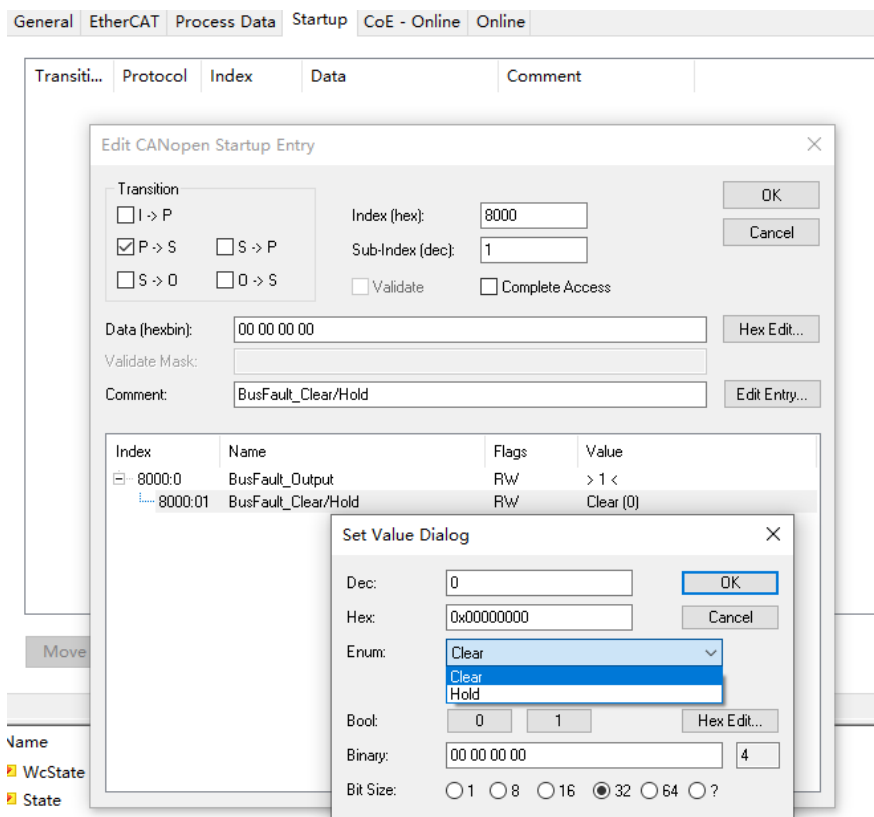 General EtherCAT Process Data Startup CoE - Online Online
Transiti... Protocol Index Data Comment
Edit CANopen Startup Entry
Transition
I -> P
P -> S S -> P
S -> O O -> S
Index (hex): 8000
Sub-Index (dec): 1
Validate Complete Access
OK
Cancel
Data (hexbin): 00 00 00 00 Hex Edit...
Validate Mask:
Comment: BusFault_Clear/Hold Edit Entry...
Index Name Flags Value
8000:0 BusFault_Output RW > 1 <
8000:01 BusFault_Clear/Hold RW Clear (0)
Set Value Dialog
Dec: 0 OK
Hex: 0x00000000 Cancel
Enum: Clear
Clear
Hold
Bool: 0 1 Hex Edit...
Binary: 00 00 00 00 4
Bit Size: 1 8 16 32 64 ?
Move
Name
WcState
State